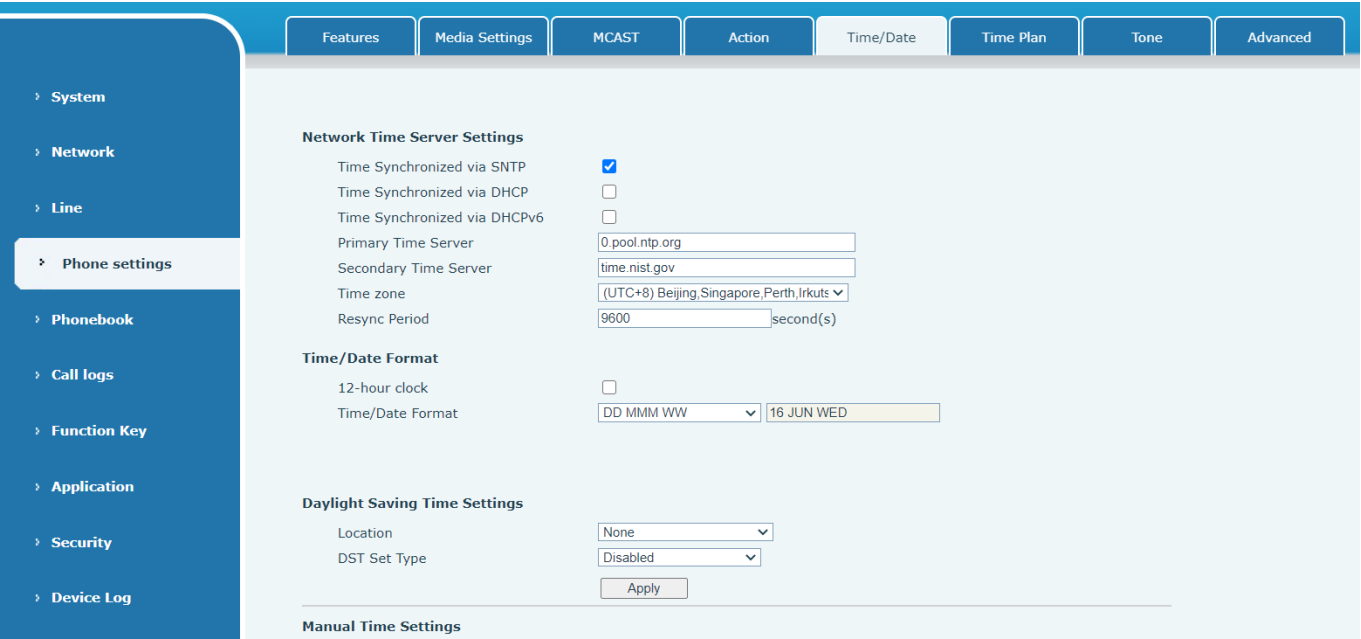 Features Media Settings MCAST Action Time/Date Time Plan Tone Advanced
System
Network
Line
Phone settings
Phonebook
Call logs
Function Key
Application
Security
Device Log
Network Time Server Settings
Time Synchronized via SNTP
Time Synchronized via DHCP
Time Synchronized via DHCPv6
Primary Time Server 0.pool.ntp.org
Secondary Time Server time.nist.gov
Time zone (UTC+8) Beijing,Singapore,Perth,Irkuts
Resync Period 9600 second(s)
Time/Date Format
12-hour clock
Time/Date Format DD MMM WW 16 JUN WED
Daylight Saving Time Settings
Location None
DST Set Type Disabled
Apply
Manual Time Settings